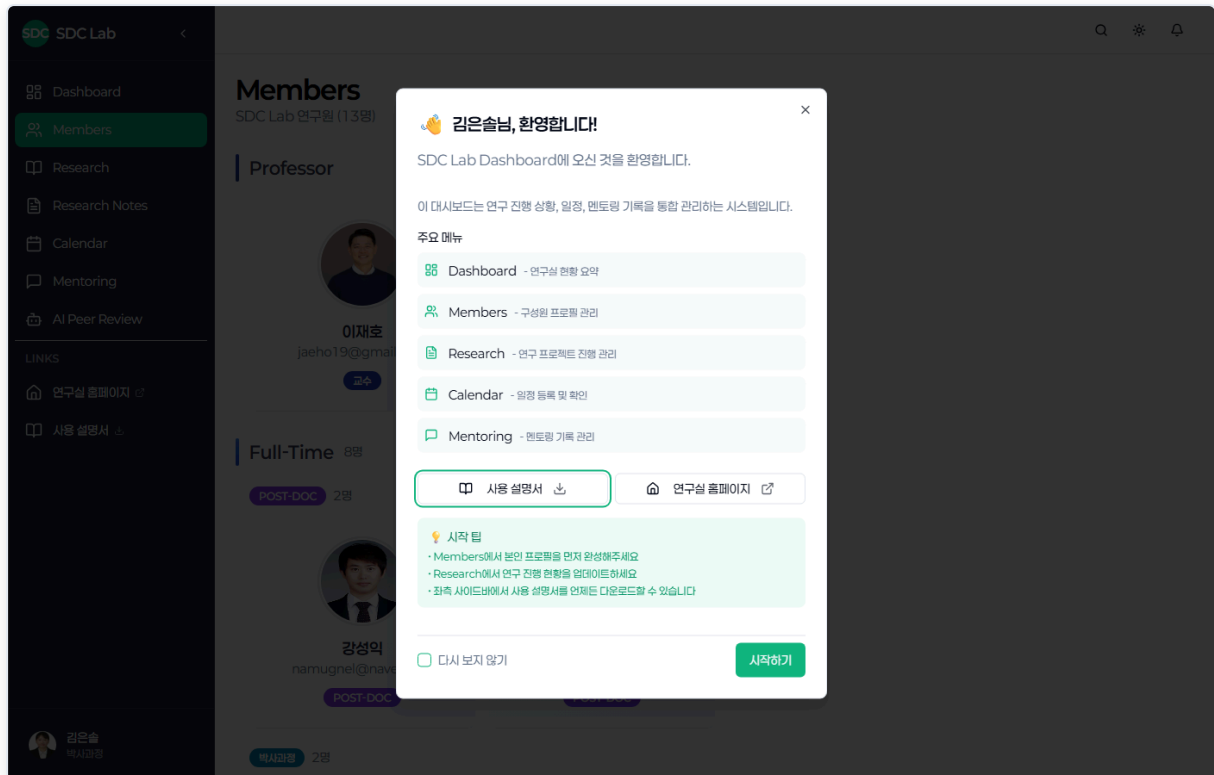 SDC SDC Lab
Dashboard
Members
Research
Research Notes
Calendar
Mentoring
AI Peer Review
LINKS
연구실 홈페이지
사용 설명서
김은솔
박사과정
Members
SDC Lab 연구원 (13명)
Professor
이재호
jaeho19@gmai
교수
Full-Time 8명
POST-DOC 2명
강성익
namugnel@nave
POST-DOC
POST-DOC
박사과정 2명
👋 김은솔님, 환영합니다!
SDC Lab Dashboard에 오신 것을 환영합니다.
이 대시보드는 연구 진행 상황, 일정, 멘토링 기록을 통합 관리하는 시스템입니다.
주요 메뉴
Dashboard - 연구실 현황 요약
Members - 구성원 프로필 관리
Research - 연구 프로젝트 진행 관리
Calendar - 일정 등록 및 확인
Mentoring - 멘토링 기록 관리
사용 설명서
연구실 홈페이지
💡 시작 팁
• Members에서 본인 프로필을 먼저 완성해주세요
• Research에서 연구 진행 현황을 업데이트하세요
• 좌측 사이드바에서 사용 설명서를 언제든 다운로드할 수 있습니다
다시 보지 않기
시작하기